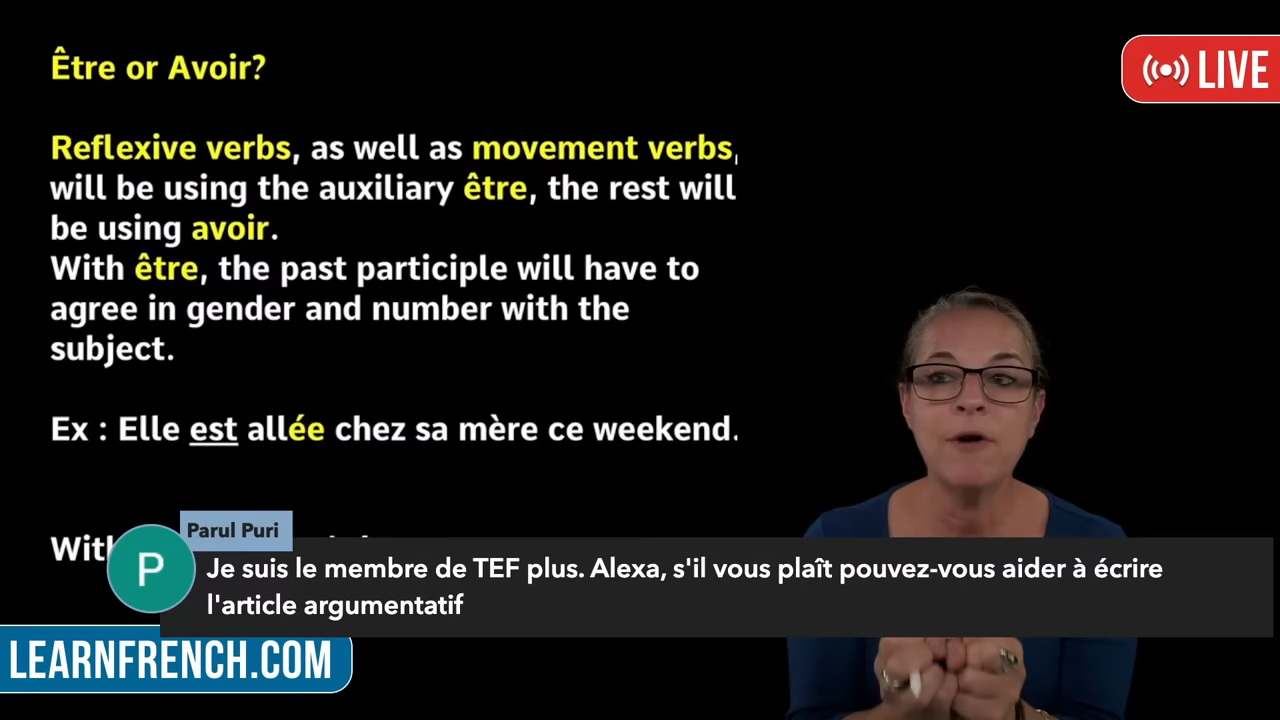 Être or Avoir?
LIVE
Reflexive verbs, as well as movement verbs,
will be using the auxiliary être, the rest will
be using avoir.
With être, the past participle will have to
agree in gender and number with the
subject.
Ex : Elle est allée chez sa mère ce weekend.
Parul Puri
P
Je suis le membre de TEF plus. Alexa, s'il vous plaît pouvez-vous aider à écrire
l'article argumentatif
LEARNFRENCH.COM